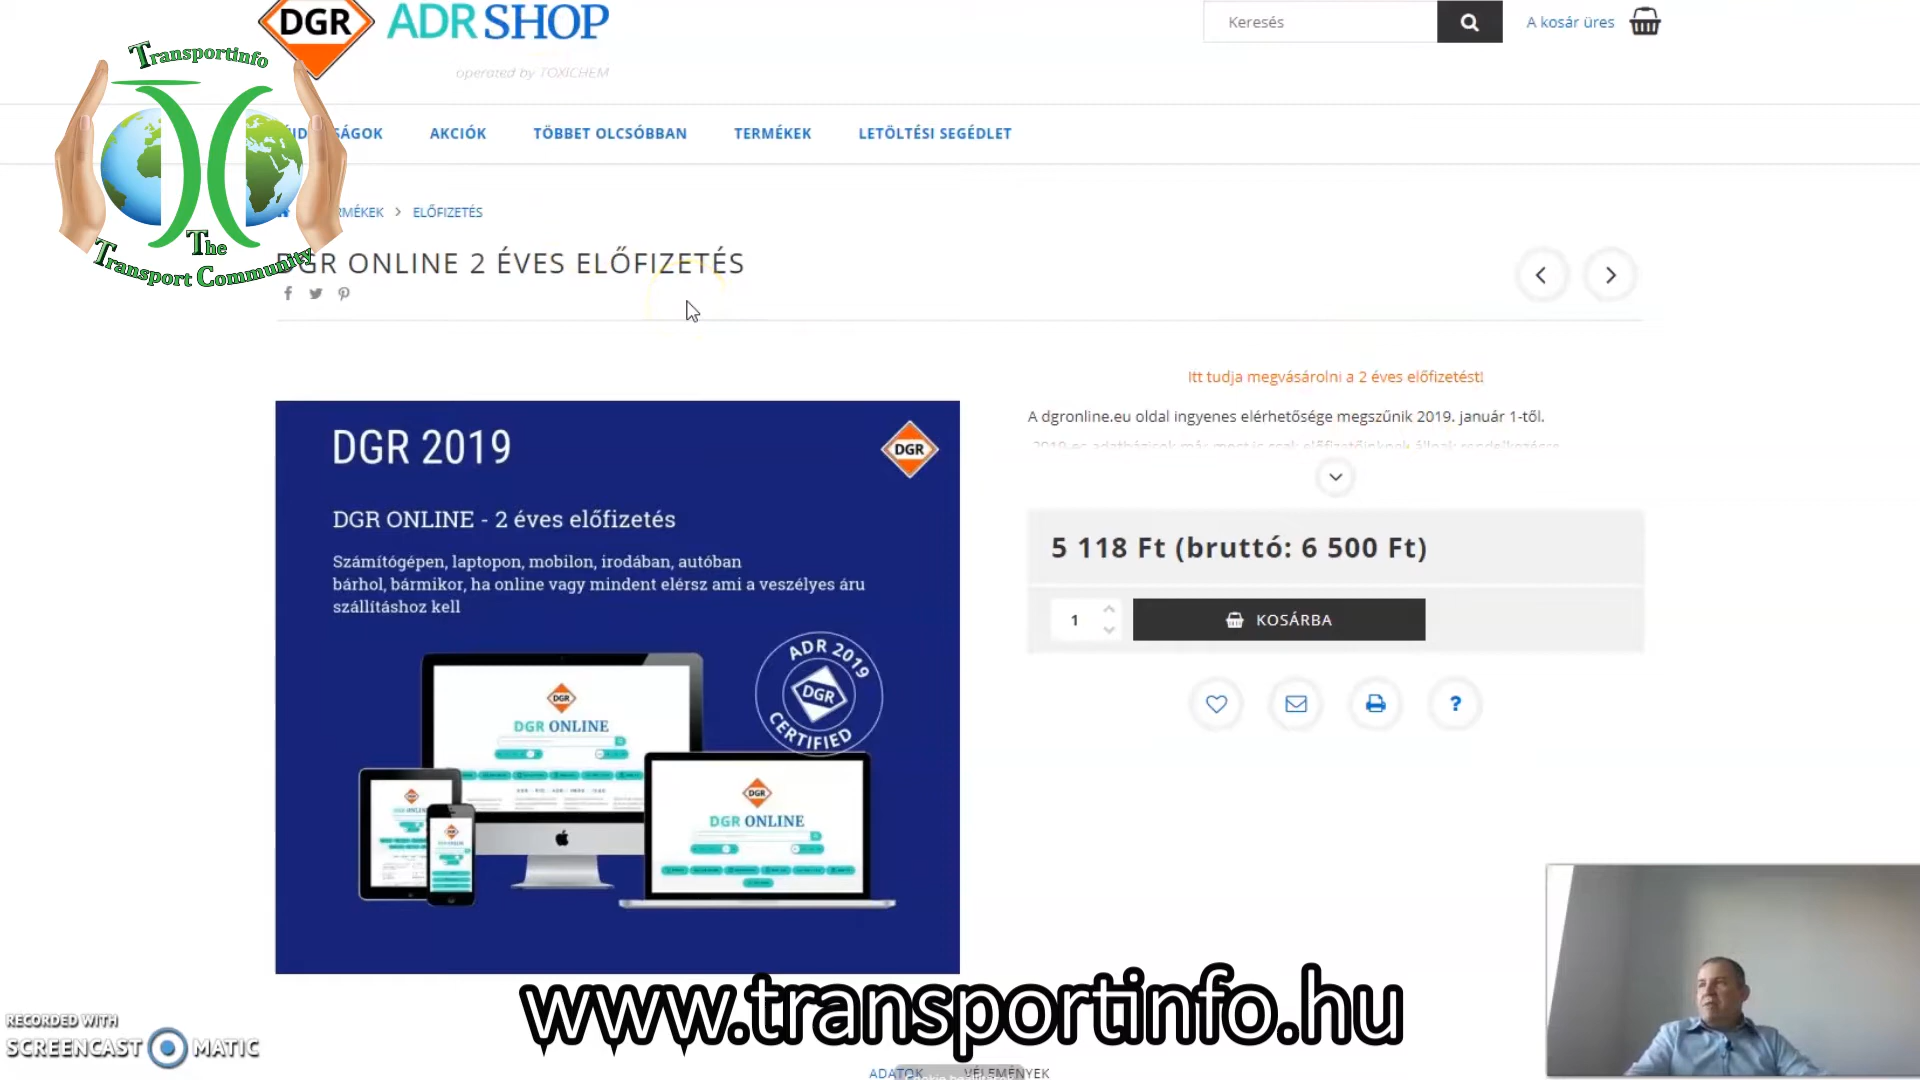 DGR ADR SHOP
operated by TOXICHEM
Keresés
A kosár üres
Transportinfo
The
Transport Community
AKCIÓK
TÖBBET OLCSÓBBAN
TERMÉKEK
LETÖLTÉSI SEGÉDLET
RMÉKEK > ELŐFIZETÉS
DGR ONLINE 2 ÉVES ELŐFIZETÉS
Itt tudja megvásárolni a 2 éves előfizetést!
A dgronline.eu oldal ingyenes elérhetősége megszűnik 2019. január 1-től.
5 118 Ft (bruttó: 6 500 Ft)
1
KOSÁRBA
?
DGR 2019
DGR
DGR ONLINE - 2 éves előfizetés
Számítógépen, laptopon, mobilon, irodában, autóban
bárhol, bármikor, ha online vagy mindent elérsz ami a veszélyes áru
szállításhoz kell
ADR 2019
DGR
CERTIFIED
DGR
DGR ONLINE
DGR
DGR ONLINE
www.transportinfo.hu
RECORDED WITH
SCREENCAST MATIC
ADATOK
VÉLEMÉNYEK